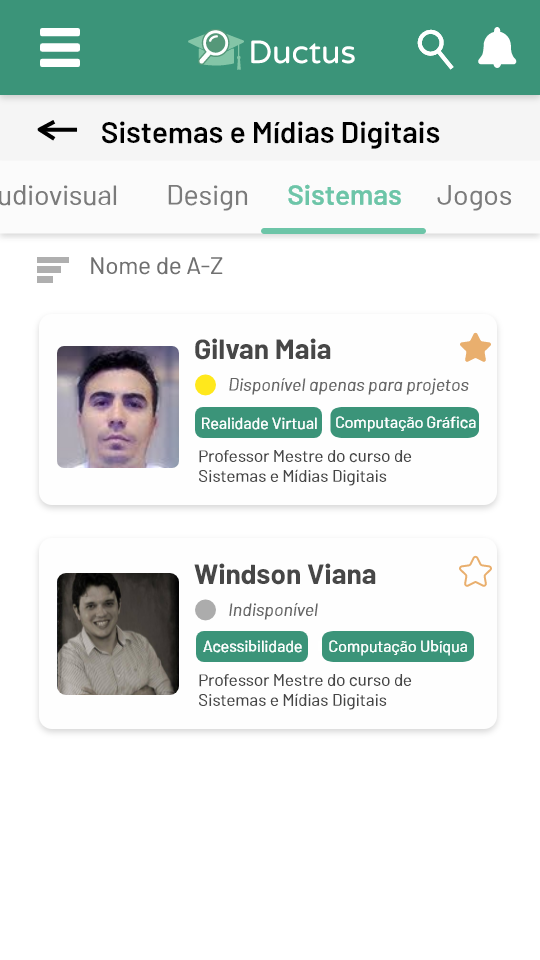 Ductus
Sistemas e Mídias Digitais
udiovisual Design Sistemas Jogos
Nome de A-Z
Gilvan Maia
Disponível apenas para projetos
Realidade Virtual Computação Gráfica
Professor Mestre do curso de
Sistemas e Mídias Digitais
Windson Viana
Indisponível
Acessibilidade Computação Ubíqua
Professor Mestre do curso de
Sistemas e Mídias Digitais